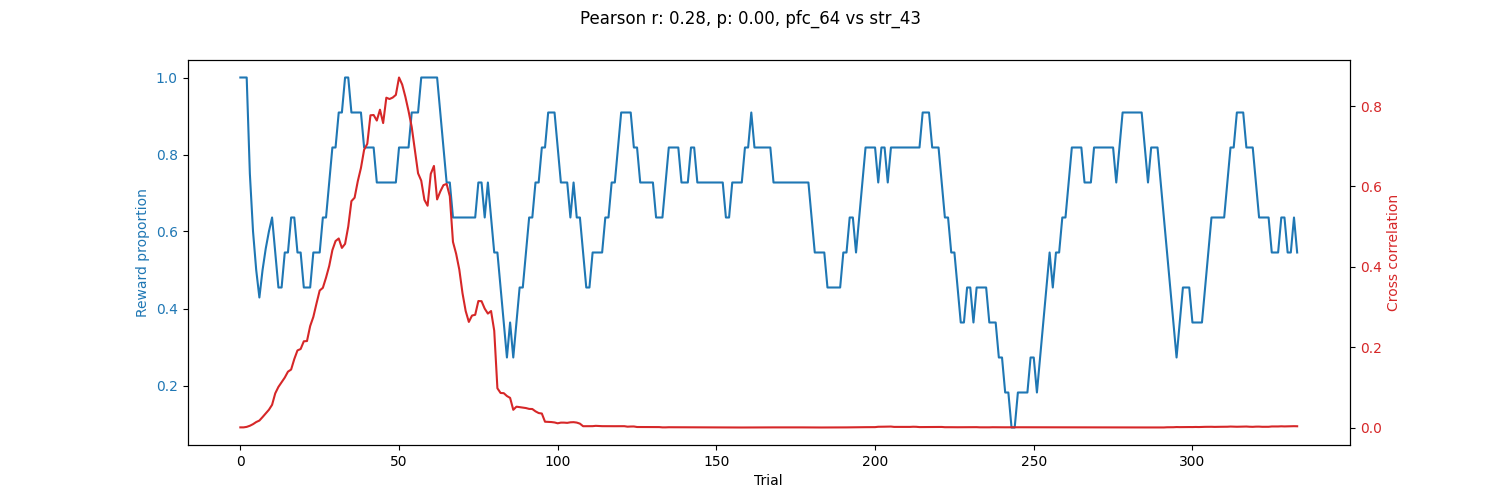 Pearson r: 0.28, p: 0.00, pfc_64 vs str_43
1.0
0.8
0.6
0.4
0.2
Reward proportion
0.8
0.6
0.4
0.2
0.0
Cross correlation
0 50 100 150 200 250 300
Trial